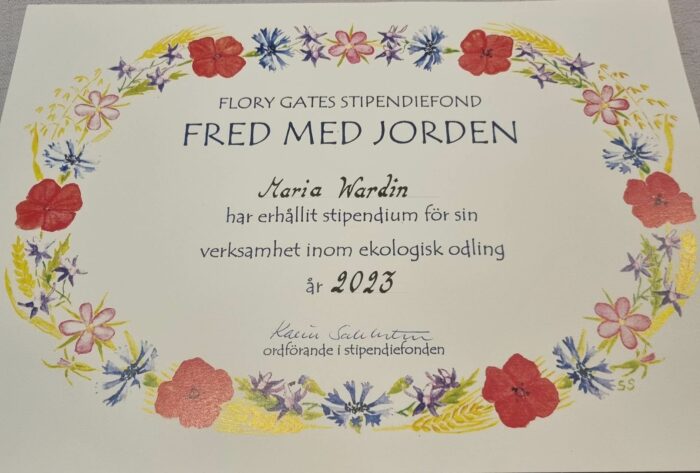 FLORY GATES STIPENDIEFOND
FRED MED JORDEN
Maria Wardin
har erhållit stipendium för sin
verksamhet inom ekologisk odling
år 2023
Karin
ordförande i stipendiefonden
SS